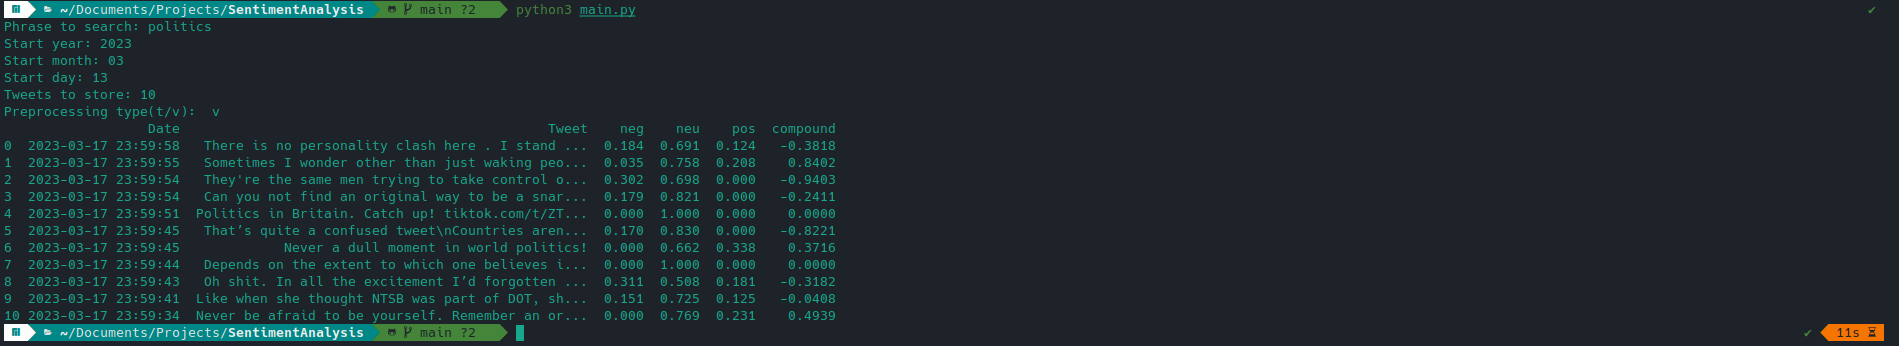 ~/Documents/Projects/SentimentAnalysis main ?2 python3 main.py ✔
Phrase to search: politics
Start year: 2023
Start month: 03
Start day: 13
Tweets to store: 10
Preprocessing type(t/v):  v
Date Tweet neg neu pos compound
0 2023-03-17 23:59:58 There is no personality clash here . I stand ... 0.184 0.691 0.124 -0.3818
1 2023-03-17 23:59:55 Sometimes I wonder other than just waking peo... 0.035 0.758 0.208 0.8402
2 2023-03-17 23:59:54 They're the same men trying to take control o... 0.302 0.698 0.000 -0.9403
3 2023-03-17 23:59:54 Can you not find an original way to be a snar... 0.179 0.821 0.000 -0.2411
4 2023-03-17 23:59:51 Politics in Britain. Catch up! tiktok.com/t/ZT... 0.000 1.000 0.000 0.0000
5 2023-03-17 23:59:45 That’s quite a confused tweet\nCountries aren... 0.170 0.830 0.000 -0.8221
6 2023-03-17 23:59:45 Never a dull moment in world politics! 0.000 0.662 0.338 0.3716
7 2023-03-17 23:59:44 Depends on the extent to which one believes i... 0.000 1.000 0.000 0.0000
8 2023-03-17 23:59:43 Oh shit. In all the excitement I’d forgotten ... 0.311 0.508 0.181 -0.3182
9 2023-03-17 23:59:41 Like when she thought NTSB was part of DOT, sh... 0.151 0.725 0.125 -0.0408
10 2023-03-17 23:59:34 Never be afraid to be yourself. Remember an or... 0.000 0.769 0.231 0.4939
~/Documents/Projects/SentimentAnalysis main ?2 ✔ 11s